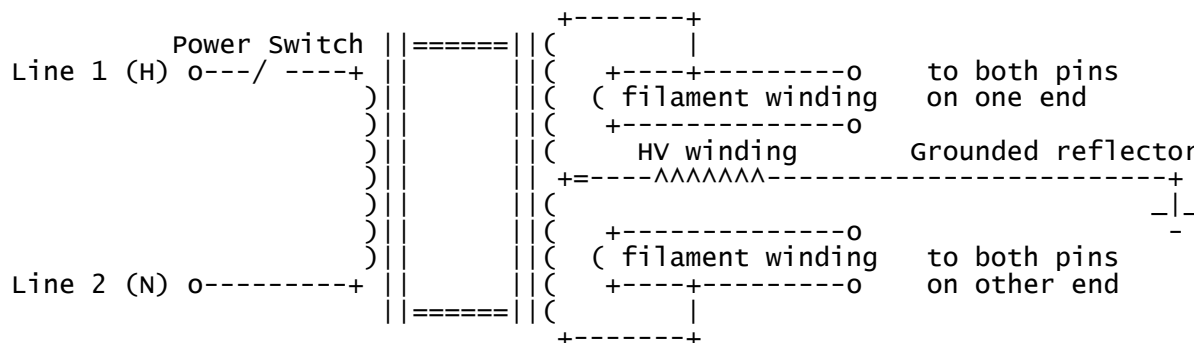 Power Switch
Line 1 (H)
to both pins
filament winding
on one end
HV winding
Grounded reflector
filament winding
to both pins
Line 2 (N)
on other end